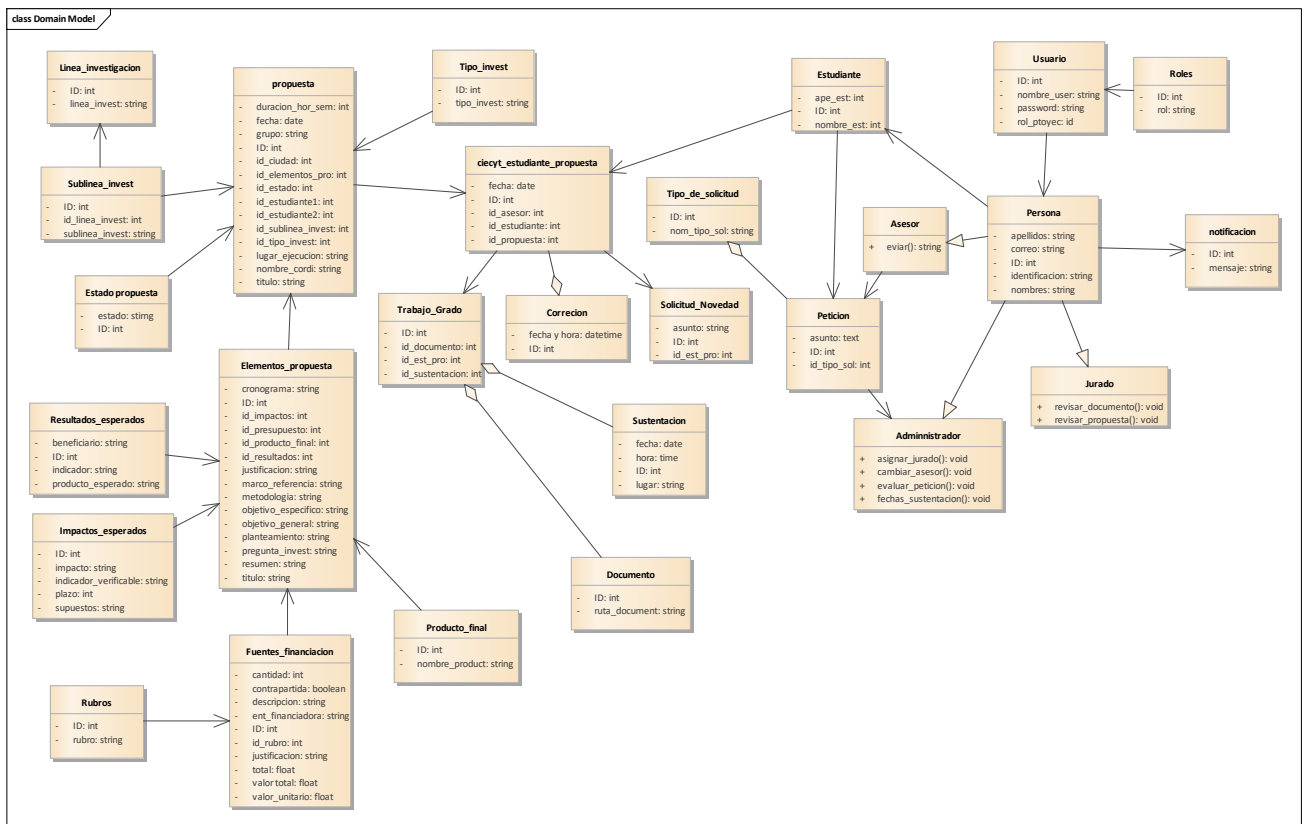 class Domain Model
Linea_investigacion
- ID: int
- linea_invest: string
Sublinea_invest
- ID: int
- id_linea_invest: int
- sublinea_invest: string
Estado propuesta
- estado: stirng
- ID: int
propuesta
- duracion_hor_sem: int
- fecha: date
- grupo: string
- ID: int
- id_ciudad: int
- id_elementos_pro: int
- id_estado: int
- id_estudiante1: int
- id_estudiante2: int
- id_sublinea_invest: int
- id_tipo_invest: int
- lugar_ejecucion: string
- nombre_cordi: string
- titulo: string
Tipo_invest
- ID: int
- tipo_invest: string
ciecyt_estudiante_propuesta
- fecha: date
- ID: int
- id_asesor: int
- id_estudiante: int
- id_propuesta: int
Tipo_de_solicitud
- ID: int
- nom_tipo_sol: string
Estudiante
- ape_est: int
- ID: int
- nombre_est: int
Usuario
- ID: int
- nombre_user: string
- password: string
- rol_ptoyec: id
Roles
- ID: int
- rol: string
Asesor
+ eviar(): string
Persona
- apellidos: string
- correo: string
- ID: int
- identificacion: string
- nombres: string
notificacion
- ID: int
- mensaje: string
Trabajo_Grado
- ID: int
- id_documento: int
- id_est_pro: int
- id_sustentacion: int
Correcion
- fecha y hora: datetime
- ID: int
Solicitud_Novedad
- asunto: string
- ID: int
- id_est_pro: int
Peticion
- asunto: text
- ID: int
- id_tipo_sol: int
Jurado
+ revisar_documento(): void
+ revisar_propuesta(): void
Adminnistrador
+ asignar_jurado(): void
+ cambiar_asesor(): void
+ evaluar_peticion(): void
+ fechas_sustentacion(): void
Elementos_propuesta
- cronograma: string
- ID: int
- id_impactos: int
- id_presupuesto: int
- id_producto_final: int
- id_resultados: int
- justificacion: string
- marco_referencia: string
- metodologia: string
- objetivo_especifico: string
- objetivo_general: string
- planteamiento: string
- pregunta_invest: string
- resumen: string
- titulo: string
Resultados_esperados
- beneficiario: string
- ID: int
- indicador: string
- producto_esperado: string
Impactos_esperados
- ID: int
- impacto: string
- indicador_verificable: string
- plazo: int
- supuestos: string
Sustentacion
- fecha: date
- hora: time
- ID: int
- lugar: string
Documento
- ID: int
- ruta_document: string
Producto_final
- ID: int
- nombre_product: string
Fuentes_financiacion
- cantidad: int
- contrapartida: boolean
- descripcion: string
- ent_financiadora: string
- ID: int
- id_rubro: int
- justificacion: string
- total: float
- valor total: float
- valor_unitario: float
Rubros
- ID: int
- rubro: string